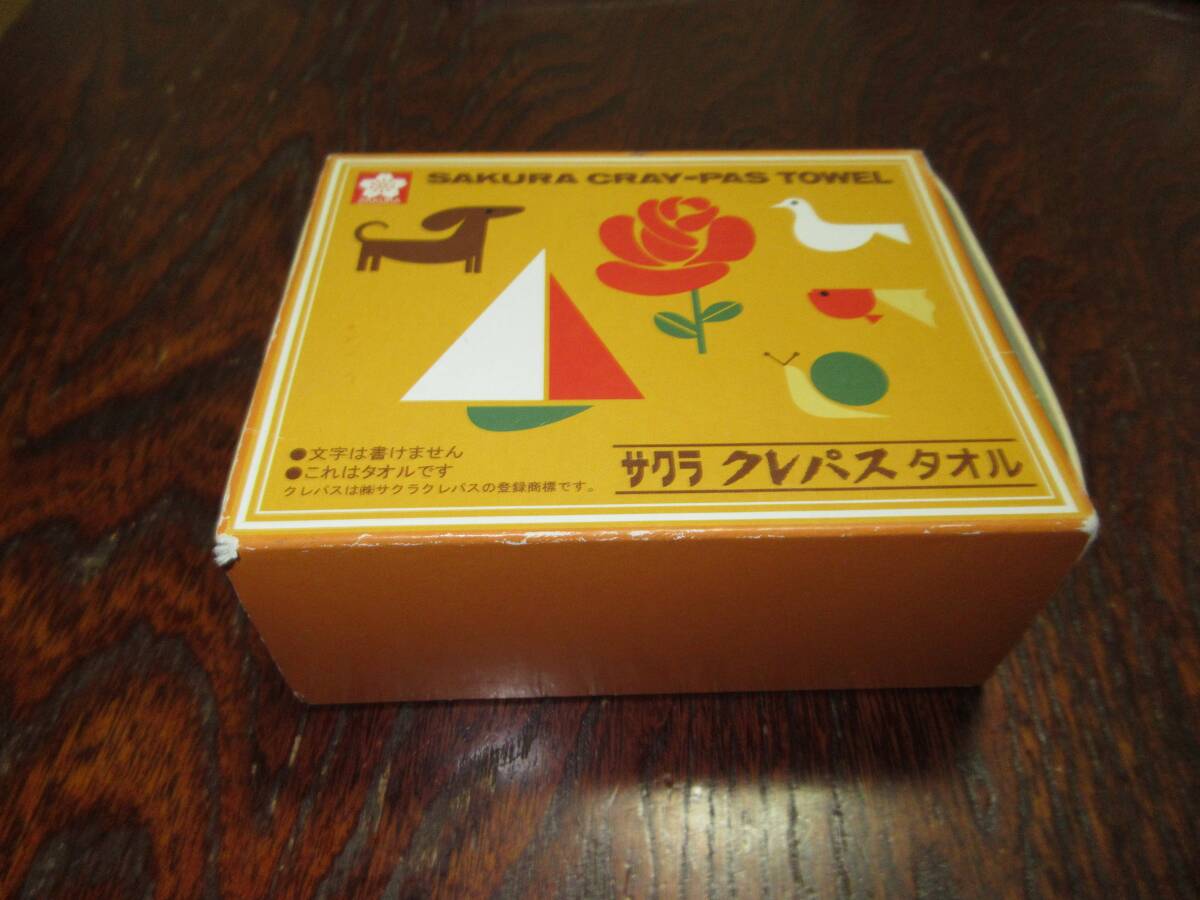 SAKURA CRAY-PAS TOWEL
●文字は書けません
●これはタオルです
クレパスは㈱サクラクレパスの登録商標です。
サクラ クレパス タオル